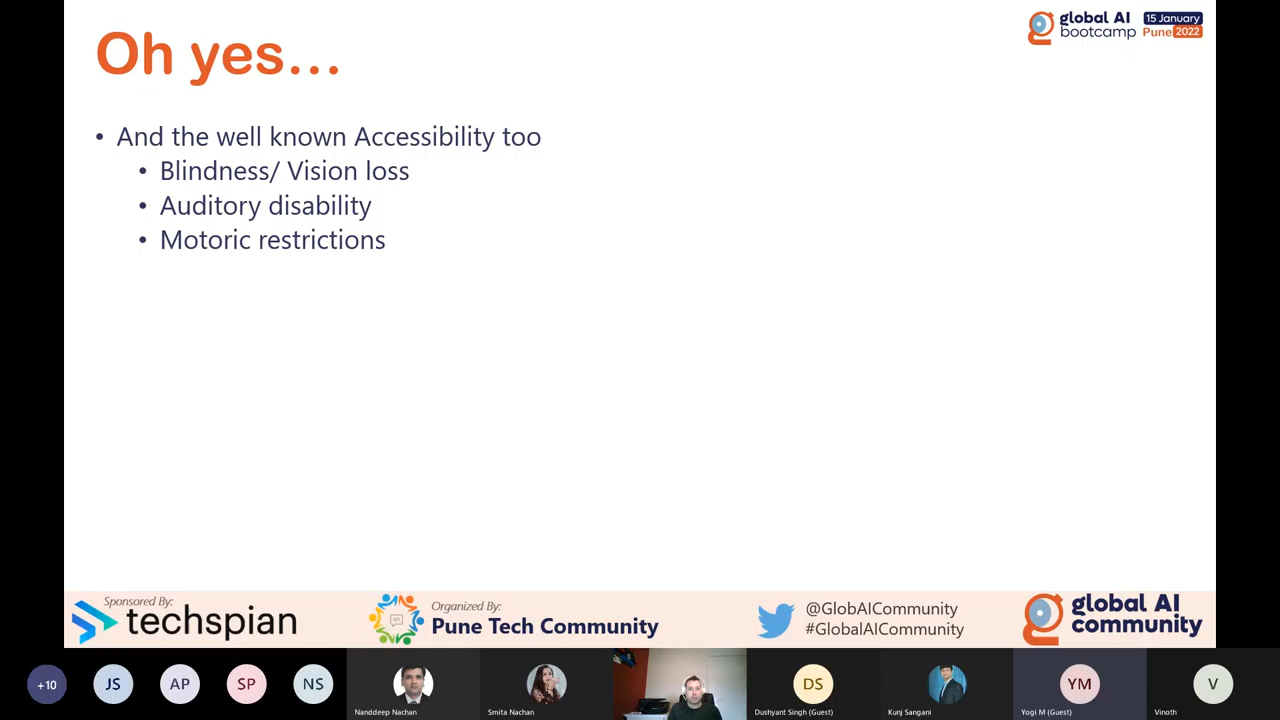 Oh yes...
global AI
bootcamp
15 January
Pune 2022
• And the well known Accessibility too
• Blindness/ Vision loss
• Auditory disability
• Motoric restrictions
Sponsored By:
techspian
Organized By:
Pune Tech Community
@GlobAICommunity
#GlobalAICommunity
global AI
community
+10
JS
AP
SP
NS
Nanddeep Nachan
Smita Nachan
DS
Dushyant Singh (Guest)
Kunj Sangani
YM
Yogi M (Guest)
V
Vinoth